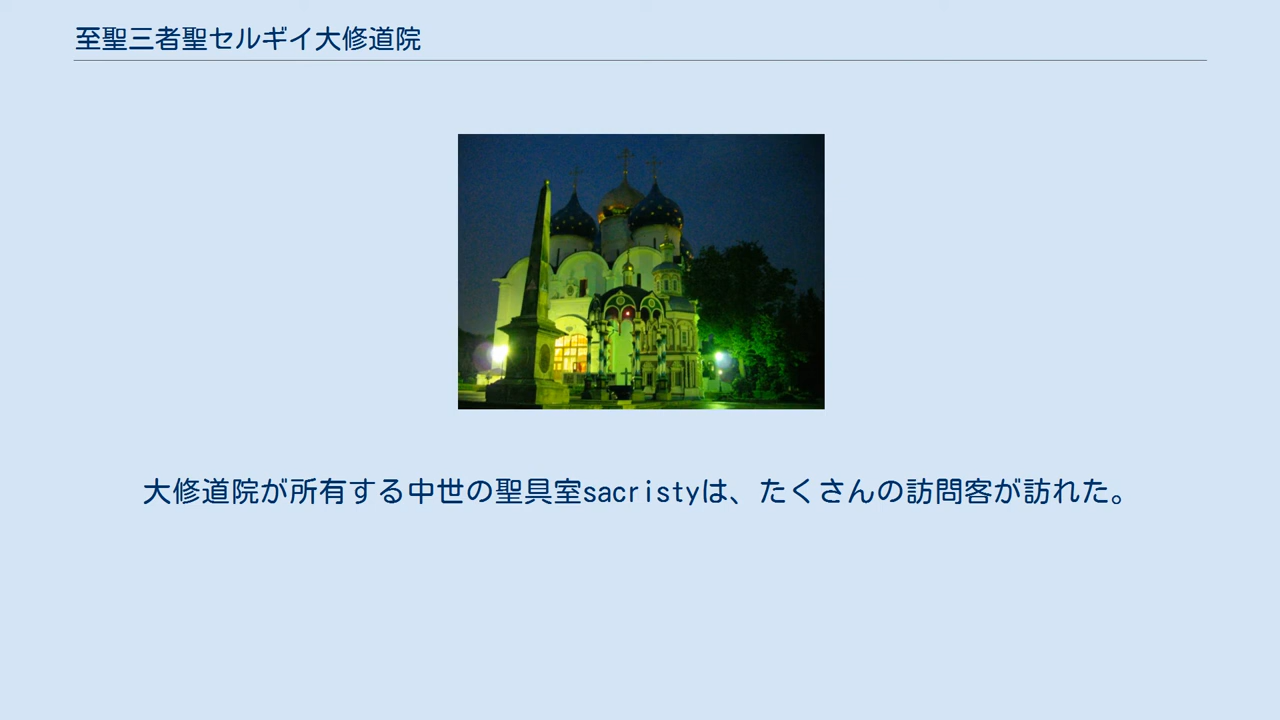 至聖三者聖セルギイ大修道院
大修道院が所有する中世の聖具室sacristyは、たくさんの訪問客が訪れた。